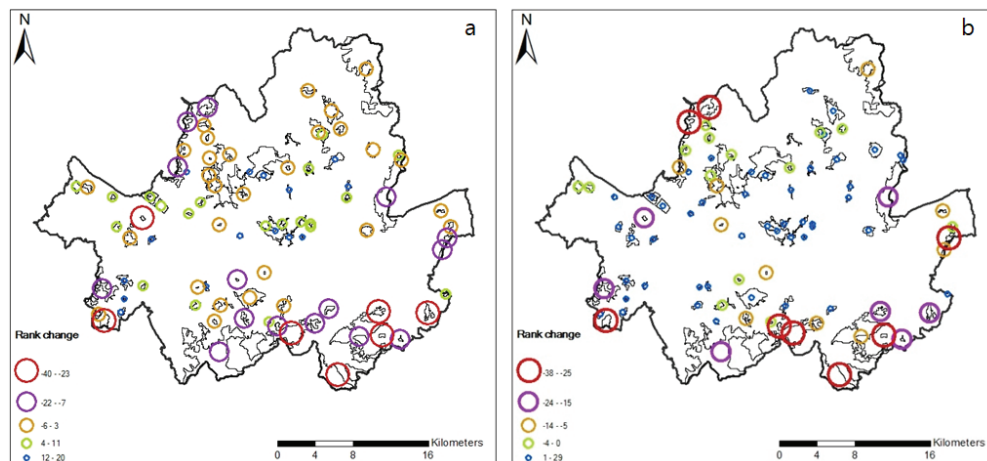 N
a
Rank change
-40 - -23
-22 - -7
-6 - 3
4 - 11
12 - 20
Kilometers
0 4 8 16
N
b
Rank change
-38 - -25
-24 - -15
-14 - -5
-4 - 0
1 - 29
Kilometers
0 4 8 16